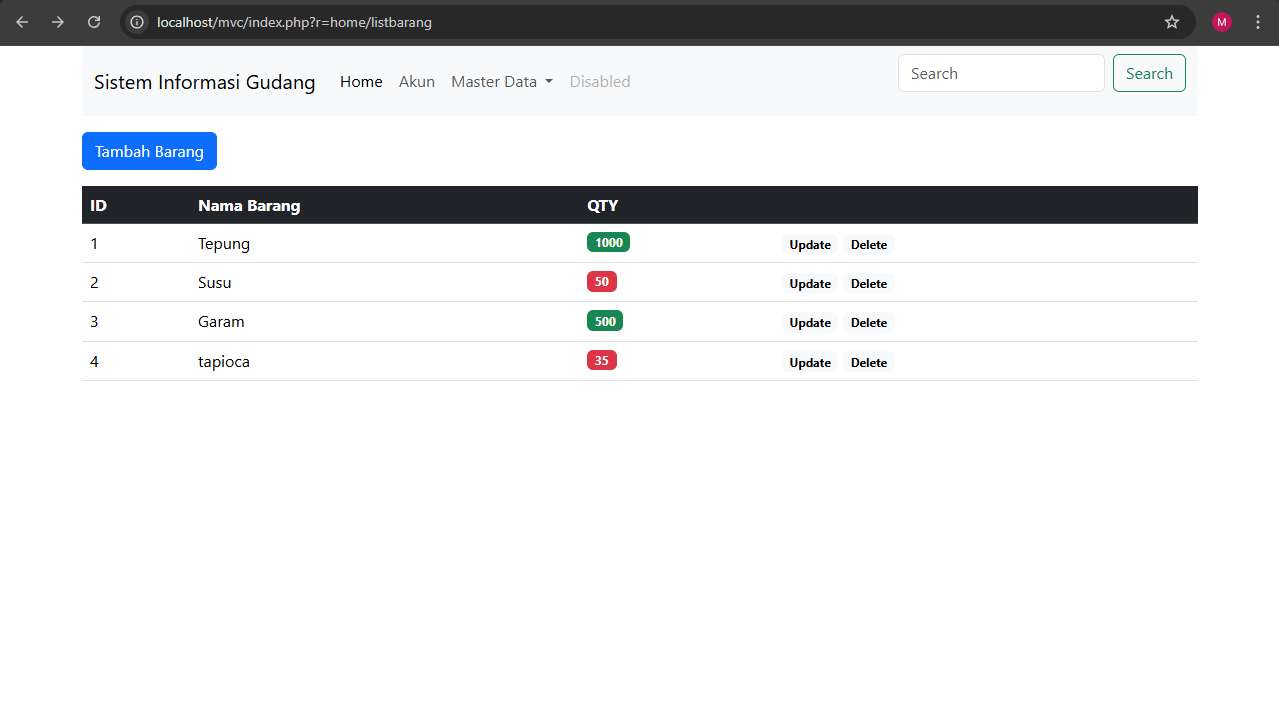 localhost/mvc/index.php?r=home/listbarang
M
Sistem Informasi Gudang Home Akun Master Data Disabled Search Search
Tambah Barang
ID Nama Barang QTY
1 Tepung 1000 Update Delete
2 Susu 50 Update Delete
3 Garam 500 Update Delete
4 tapioca 35 Update Delete